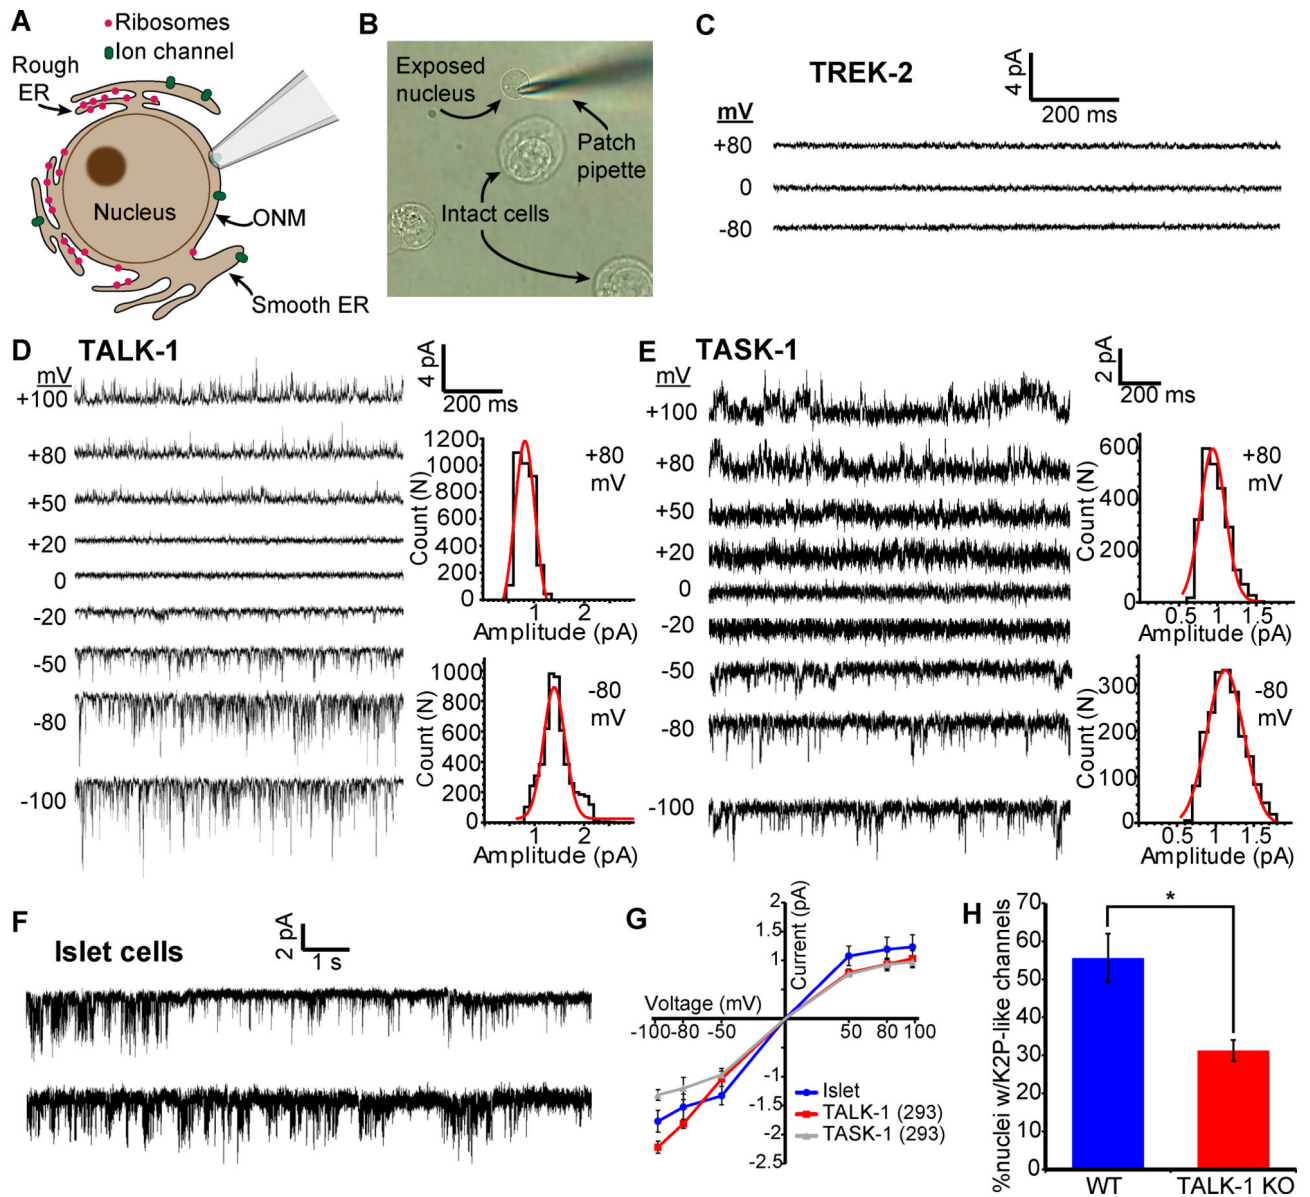 A
Ribosomes
Ion channel
Rough
ER
Nucleus
ONM
Smooth ER
B
Exposed
nucleus
Patch
pipette
Intact cells
C
TREK-2
4 pA
200 ms
mV
+80
0
-80
D
TALK-1
mV
+100
+80
+50
+20
0
-20
-50
-80
-100
4 pA
200 ms
1200
1000
800
600
400
200
0
Count (N)
+80
mV
1 2
Amplitude (pA)
1000
800
600
400
200
0
Count (N)
-80
mV
1 2
Amplitude (pA)
E
TASK-1
mV
+100
+80
+50
+20
0
-20
-50
-80
-100
2 pA
200 ms
600
400
200
0
Count (N)
+80
mV
0.5 1 1.5
Amplitude (pA)
300
200
100
0
Count (N)
-80
mV
0.5 1 1.5
Amplitude (pA)
F
Islet cells
2 pA
1 s
G
2
1
-1
-1.5
-2
-2.5
Current (pA)
Voltage (mV)
-100 -80 -50
50 80 100
Islet
TALK-1 (293)
TASK-1 (293)
H
%nuclei w/K2P-like channels
70
60
50
40
30
20
10
0
*
WT TALK-1 KO